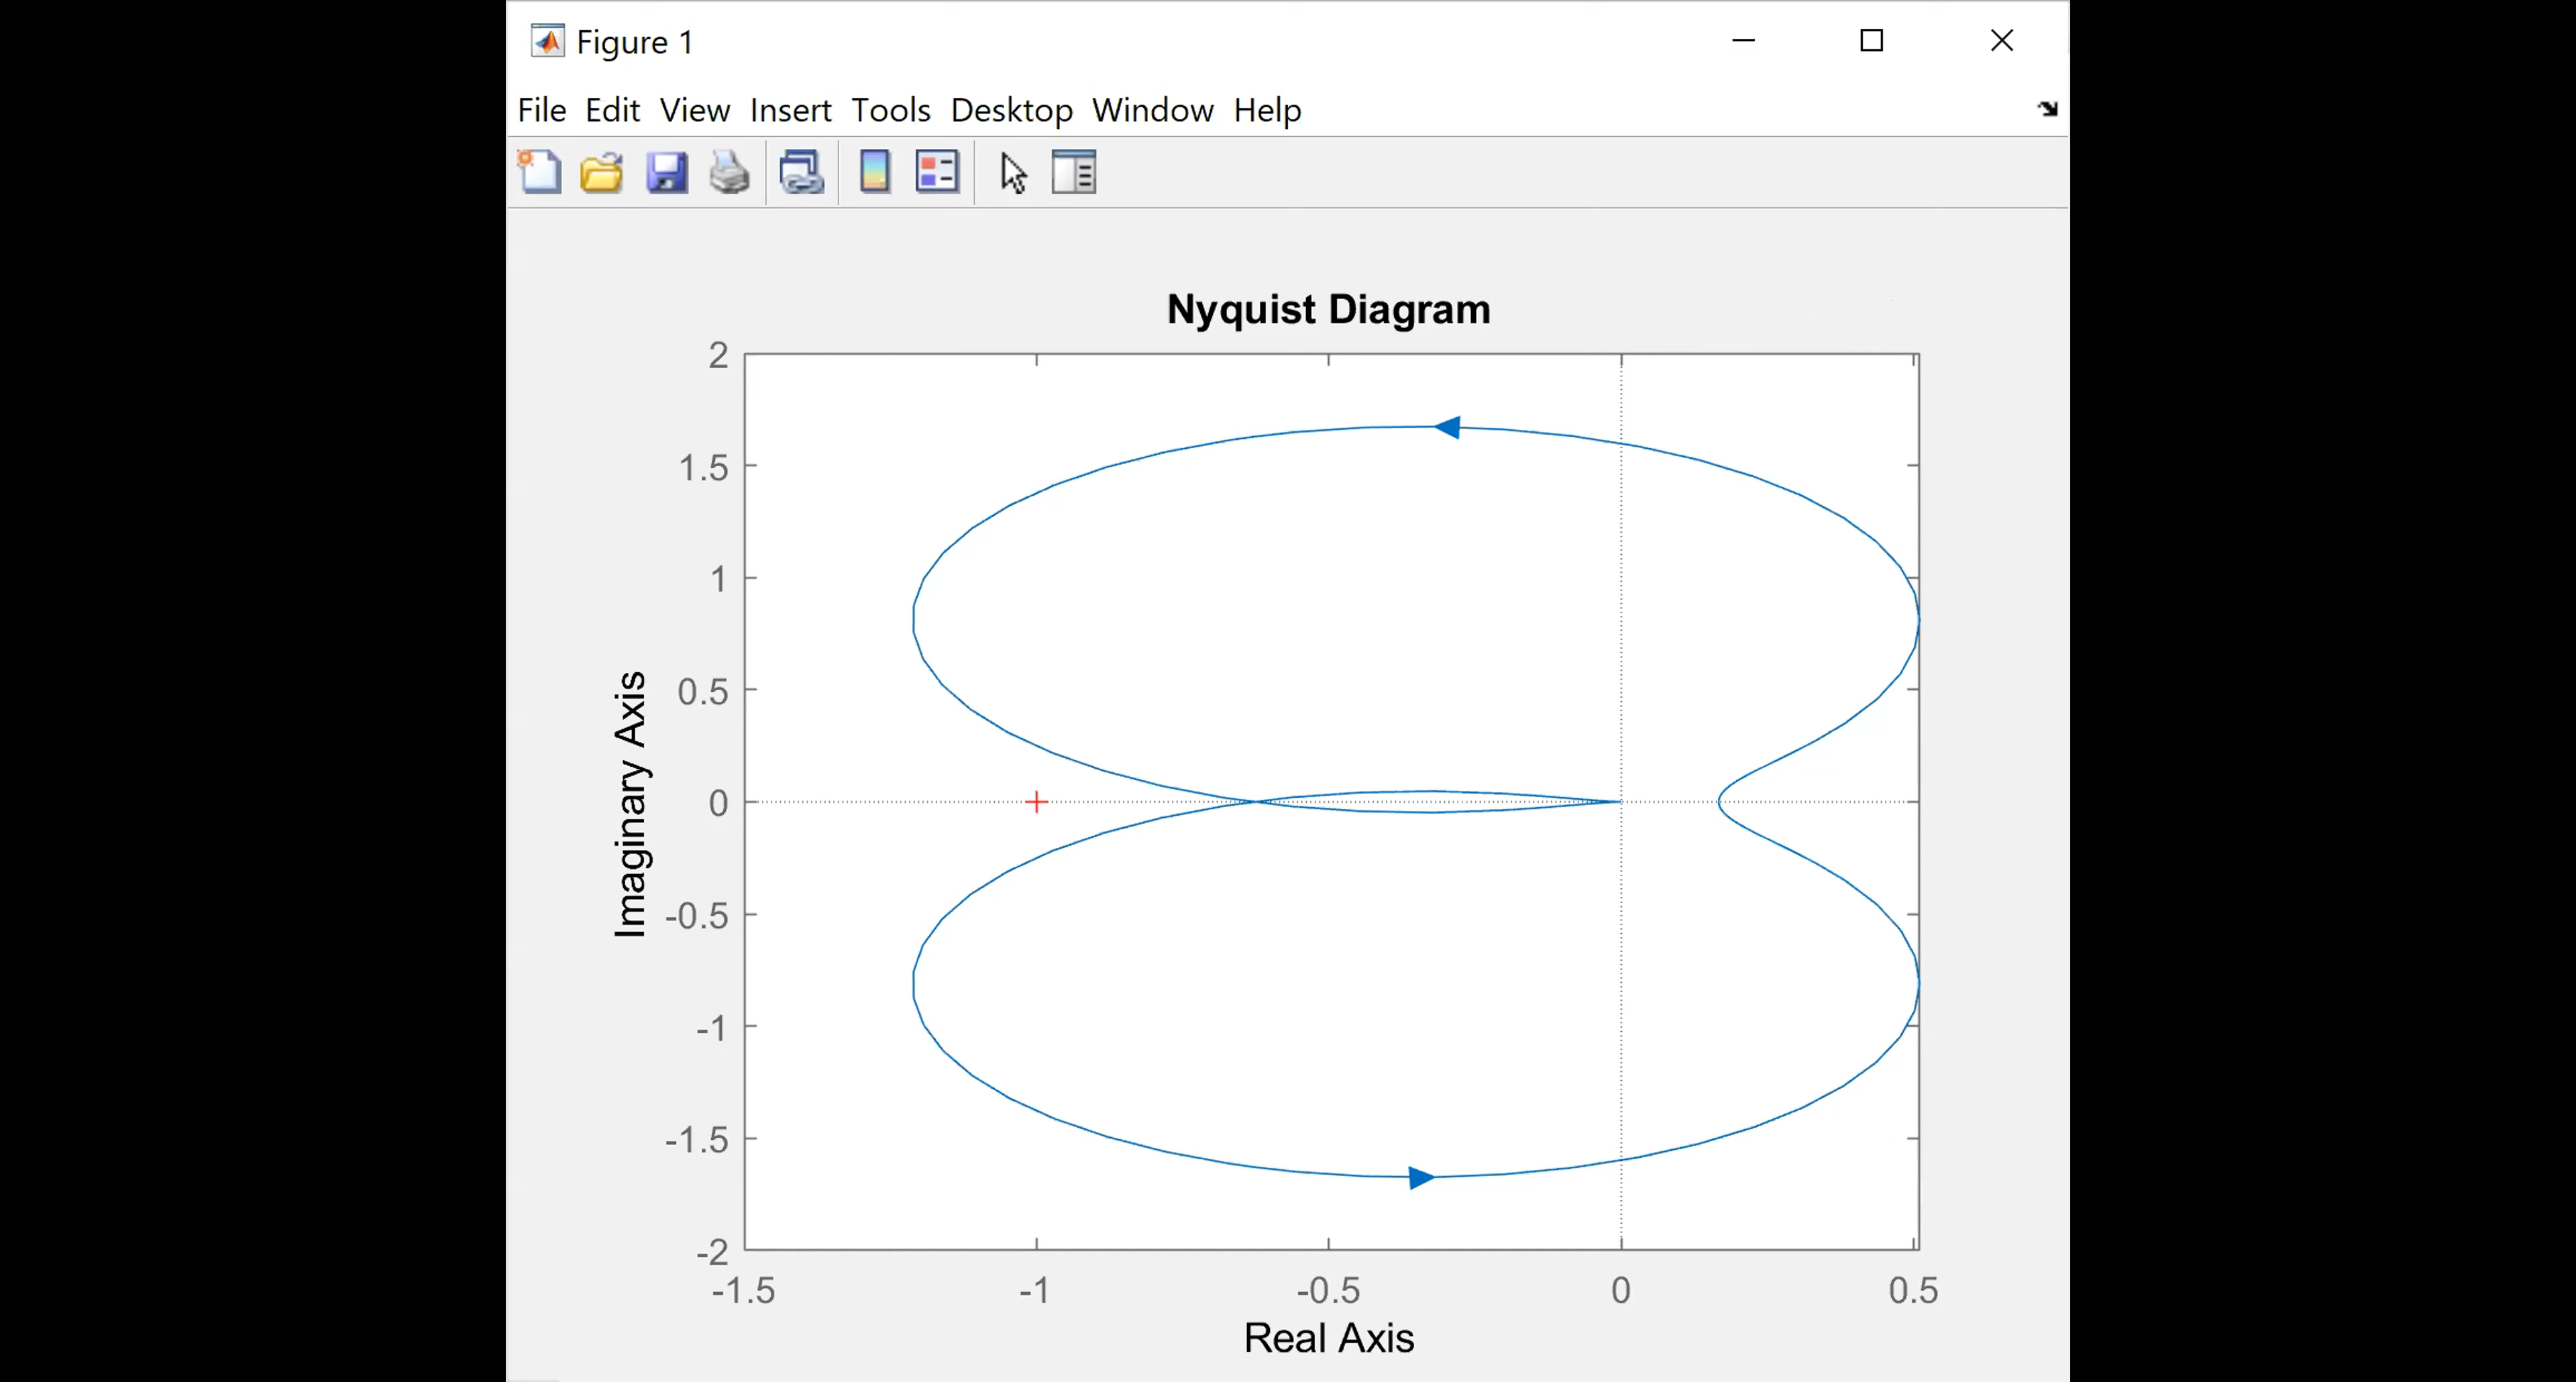 Figure 1
File Edit View Insert Tools Desktop Window Help
Nyquist Diagram
2
1.5
1
0.5
0
-0.5
-1
-1.5
-2
Imaginary Axis
-1.5 -1 -0.5 0 0.5
Real Axis